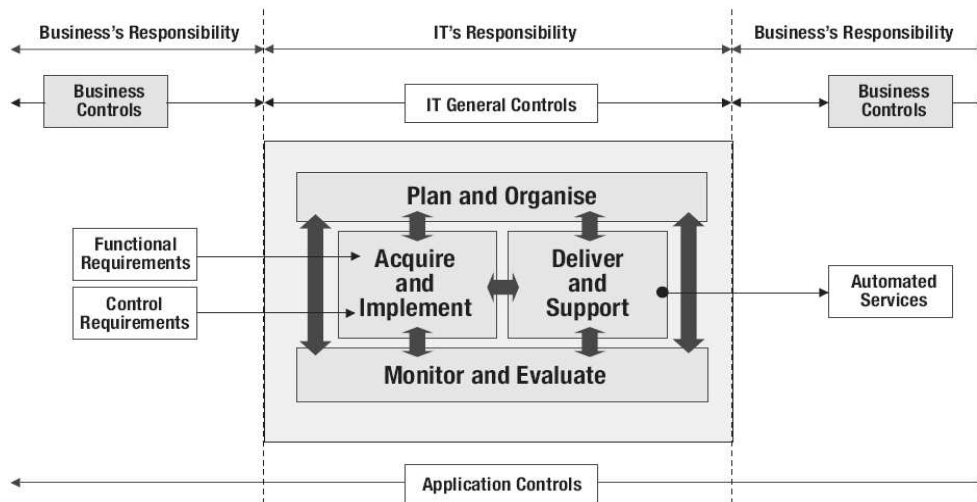 Business's Responsibility
IT's Responsibility
Business's Responsibility
Business
Controls
IT General Controls
Business
Controls
Plan and Organise
Functional
Requirements
Control
Requirements
Acquire
and
Implement
Deliver
and
Support
Automated
Services
Monitor and Evaluate
Application Controls